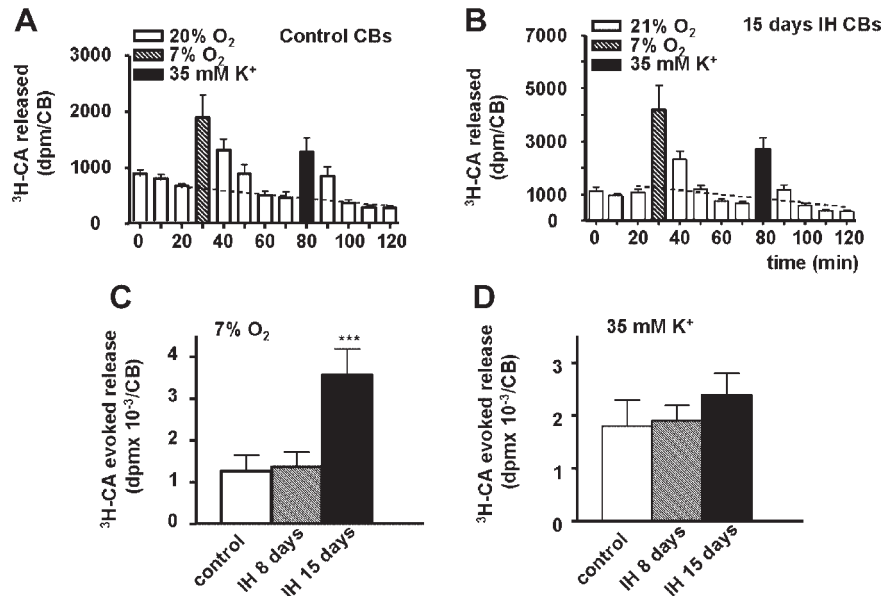 A
20% O2
7% O2
35 mM K+
Control CBs
3H-CA released
(dpm/CB)
3000
2000
1000
0
0 20 40 60 80 100 120
B
21% O2
7% O2
35 mM K+
15 days IH CBs
3H-CA released
(dpm/CB)
7000
5000
3000
1000
0
0 20 40 60 80 100 120
time (min)
C
7% O2
***
3H-CA evoked release
(dpmx 10-3/CB)
4
3
2
1
0
control
IH 8 days
IH 15 days
D
35 mM K+
3H-CA evoked release
(dpmx 10-3/CB)
3
2
1
0
control
IH 8 days
IH 15 days